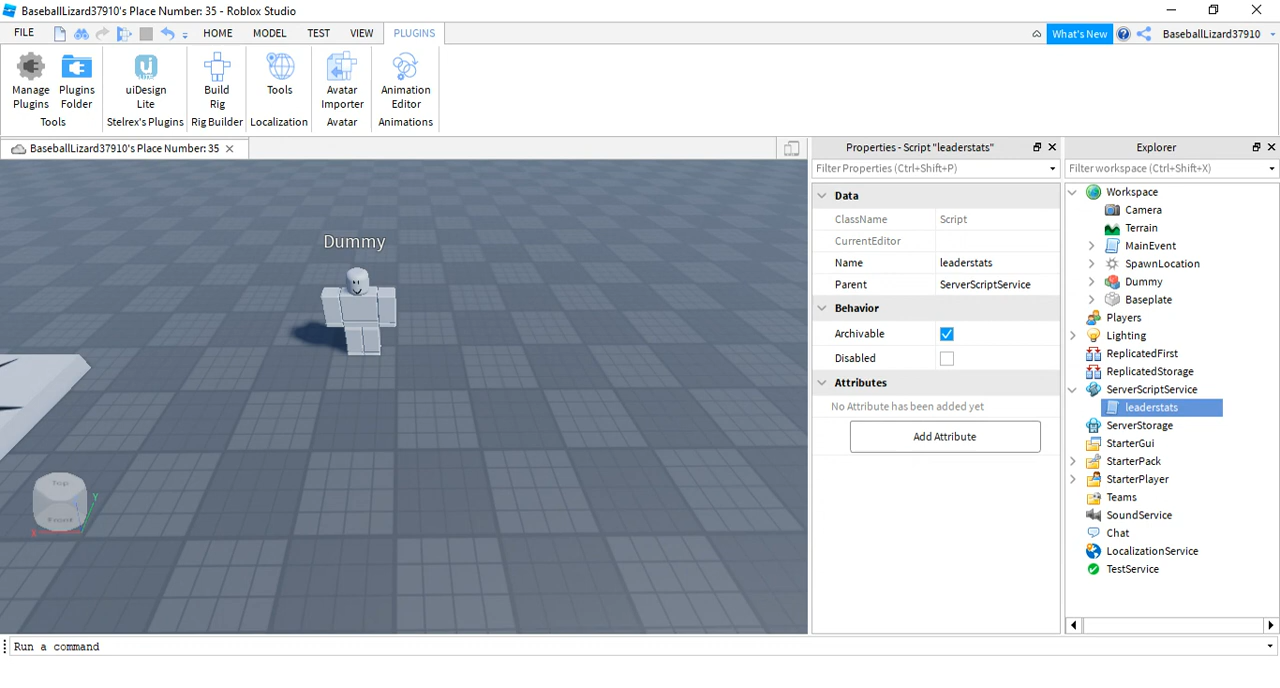 BaseballLizard37910's Place Number: 35 - Roblox Studio
FILE HOME MODEL TEST VIEW PLUGINS What's New BaseballLizard37910
Manage Plugins
Plugins Folder
Tools
uiDesign Lite
Stelrex's Plugins
Build Rig
Rig Builder
Tools
Localization
Avatar Importer
Avatar
Animation Editor
Animations
BaseballLizard37910's Place Number: 35
Dummy
Top
Front
X
Y
Properties - Script "leaderstats"
Filter Properties (Ctrl+Shift+P)
Data
ClassName Script
CurrentEditor
Name leaderstats
Parent ServerScriptService
Behavior
Archivable
Disabled
Attributes
No Attribute has been added yet
Add Attribute
Explorer
Filter workspace (Ctrl+Shift+X)
Workspace
Camera
Terrain
MainEvent
SpawnLocation
Dummy
Baseplate
Players
Lighting
ReplicatedFirst
ReplicatedStorage
ServerScriptService
leaderstats
ServerStorage
StarterGui
StarterPack
StarterPlayer
Teams
SoundService
Chat
LocalizationService
TestService
Run a command